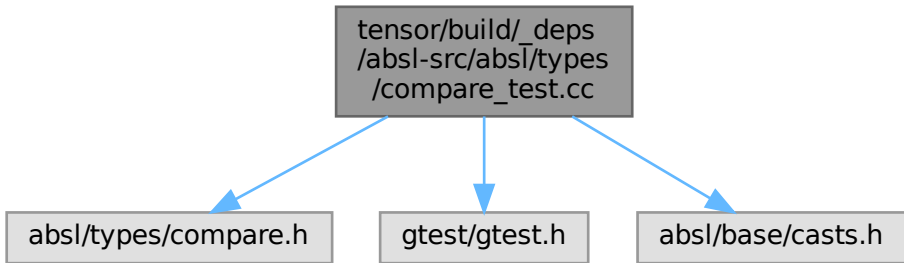 tensor/build/_deps
/absl-src/absl/types
/compare_test.cc
absl/types/compare.h
gtest/gtest.h
absl/base/casts.h